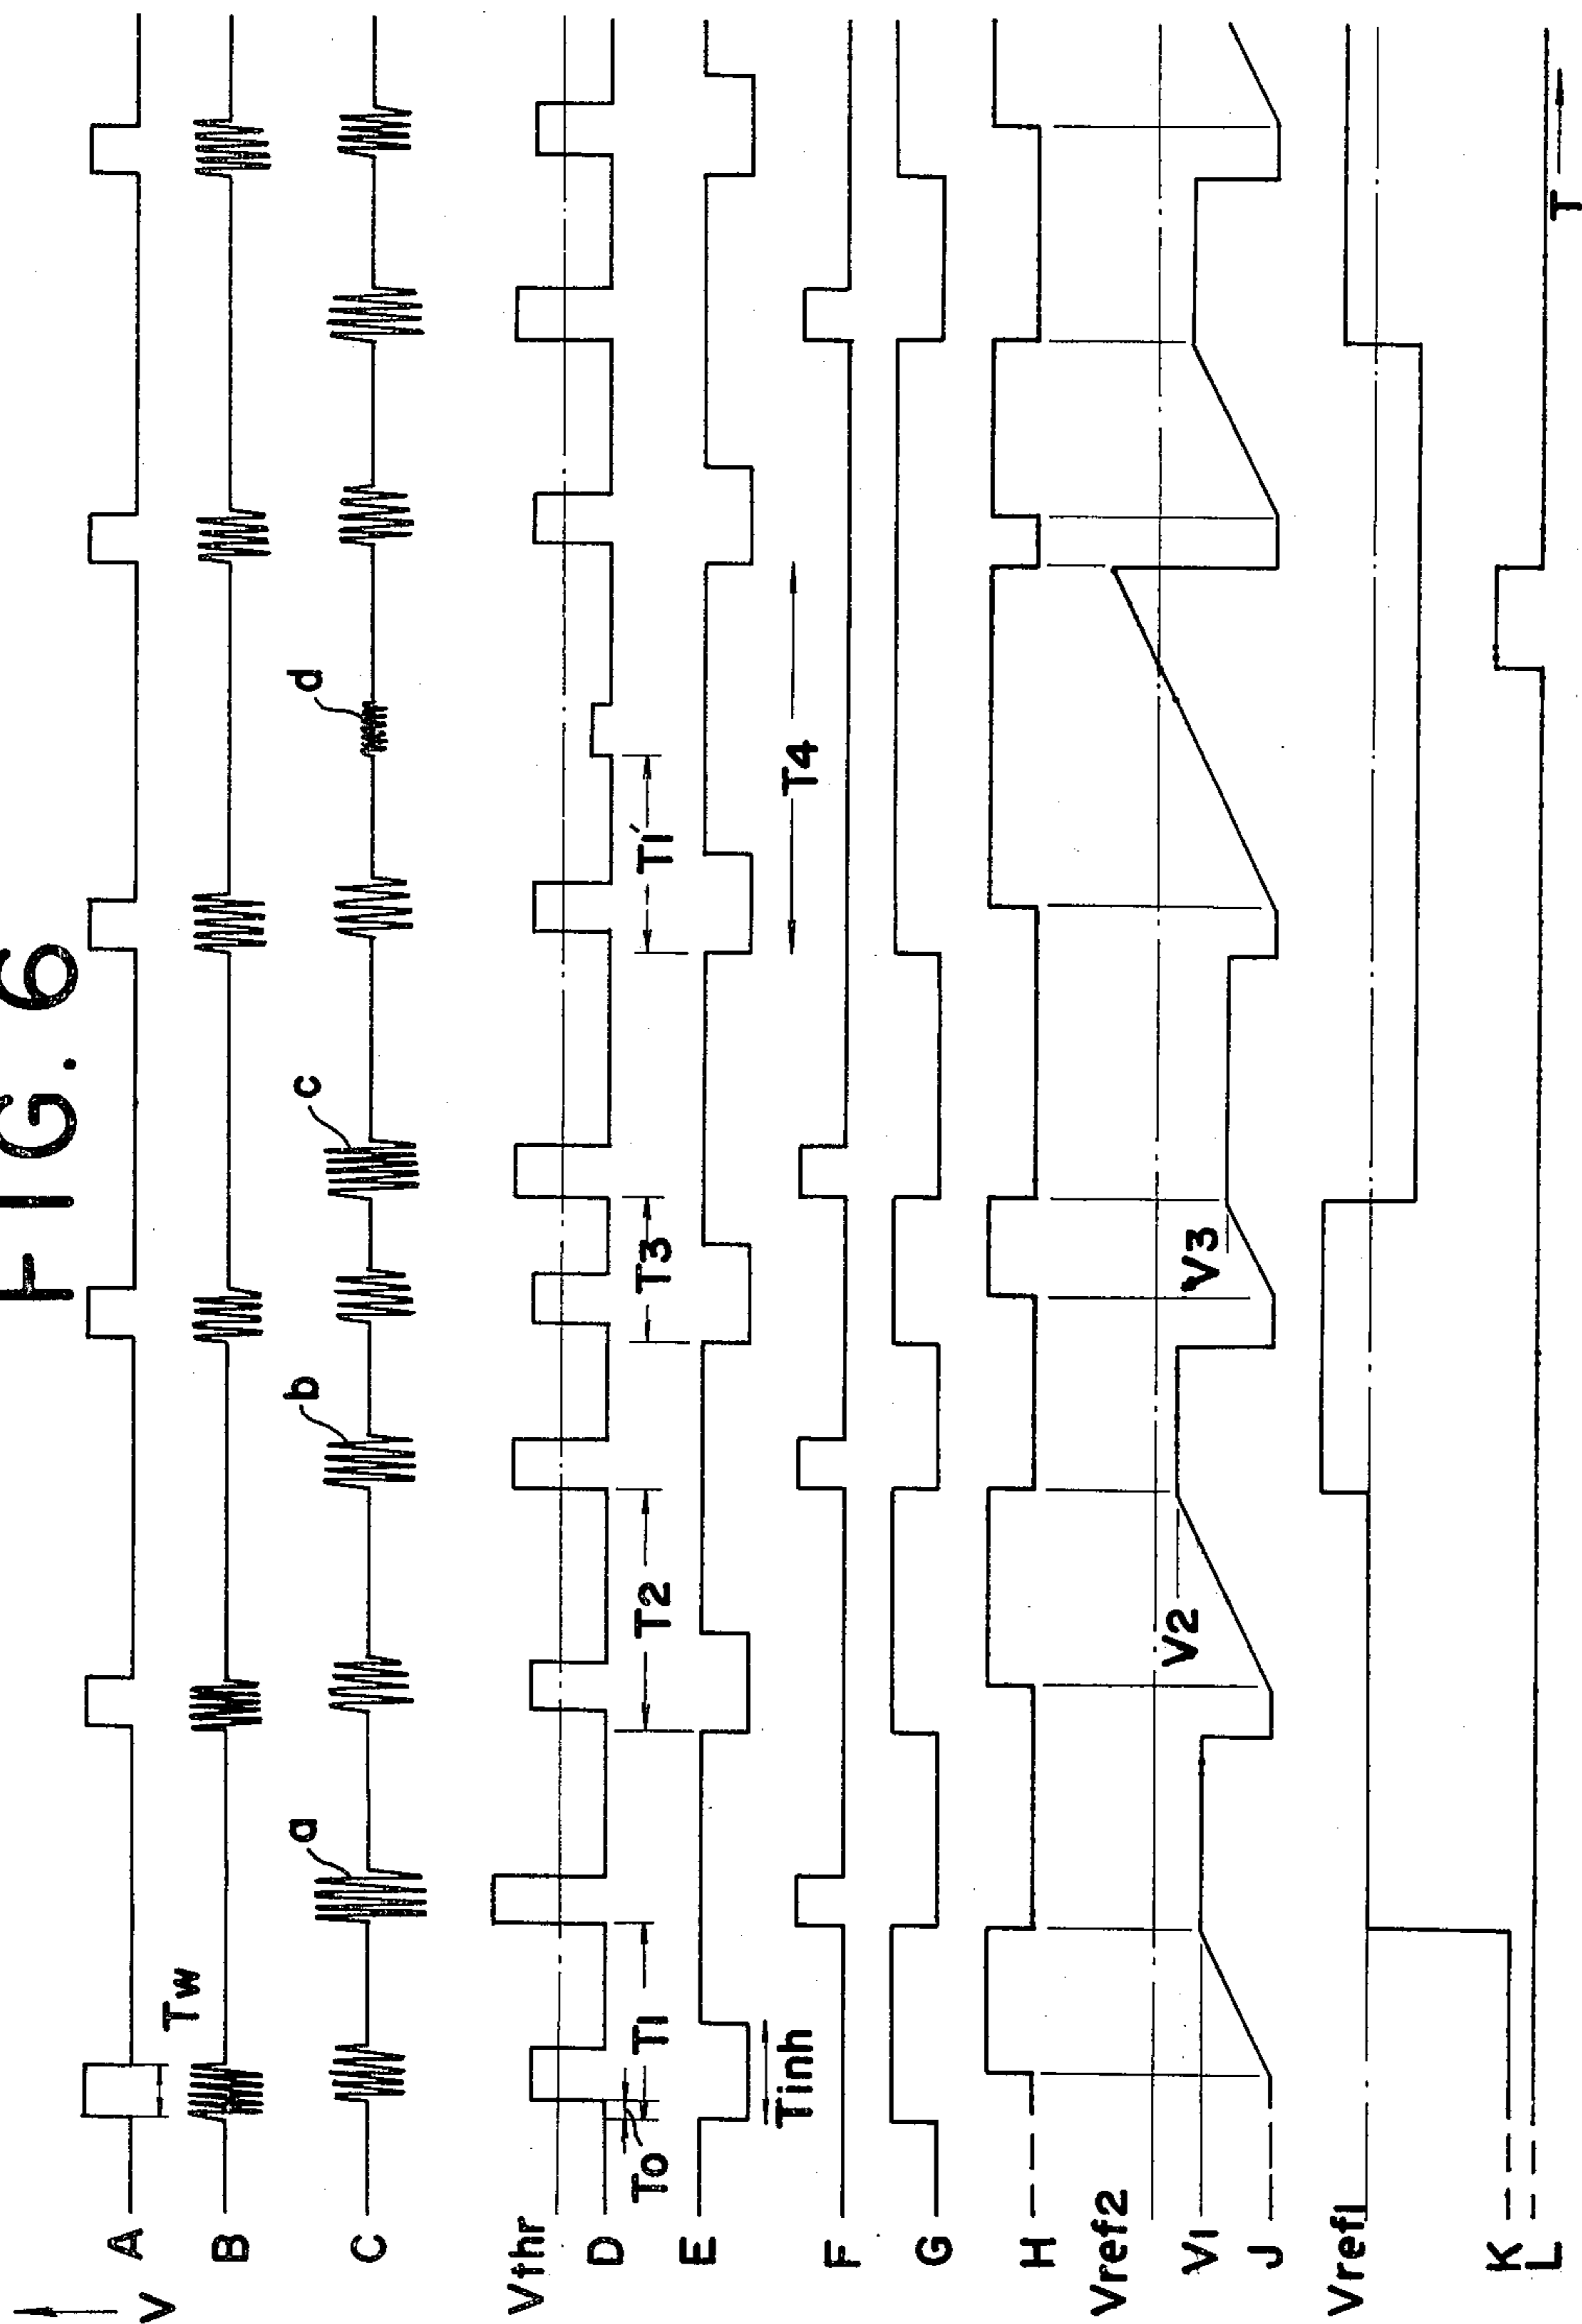 FIG. 6
V
A
Tw
B
C
a
b
c
d
Vthr
D
To
T1
T2
T3
T1'
E
Tinh
T4
F
G
H
Vref2
V1
V2
V3
J
Vref1
K
L
T